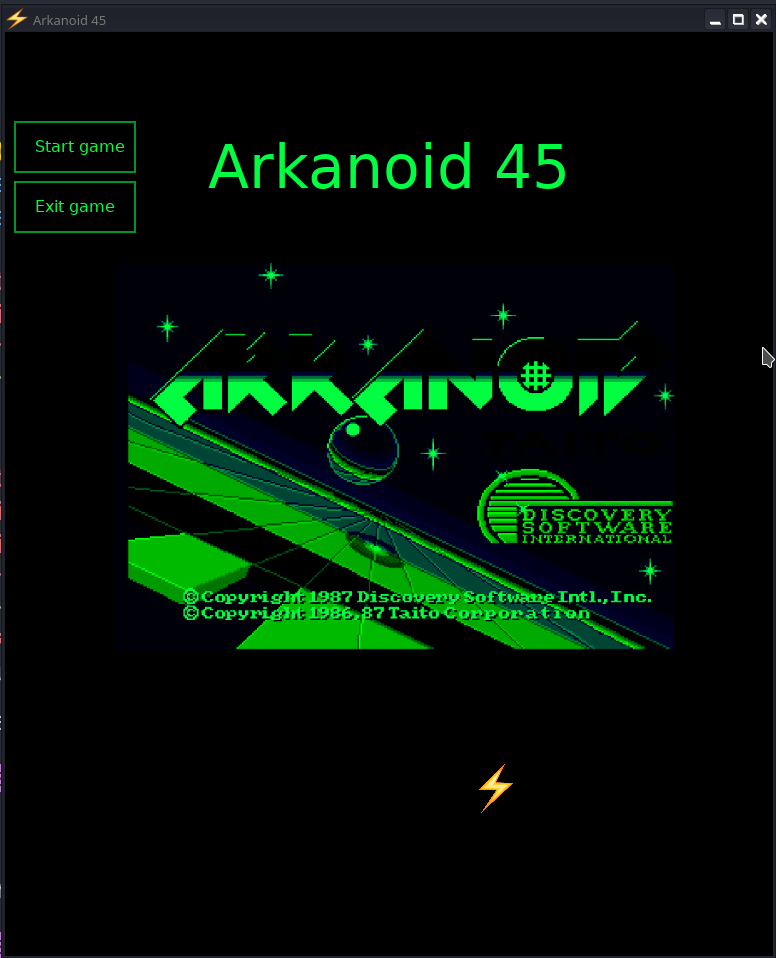 Arkanoid 45
Start game
Arkanoid 45
Exit game
ARKANOID
DISCOVERY
SOFTWARE
INTERNATIONAL
©Copyright 1987 Discovery Software Intl., Inc.
©Copyright 1986,87 Taito Corporation